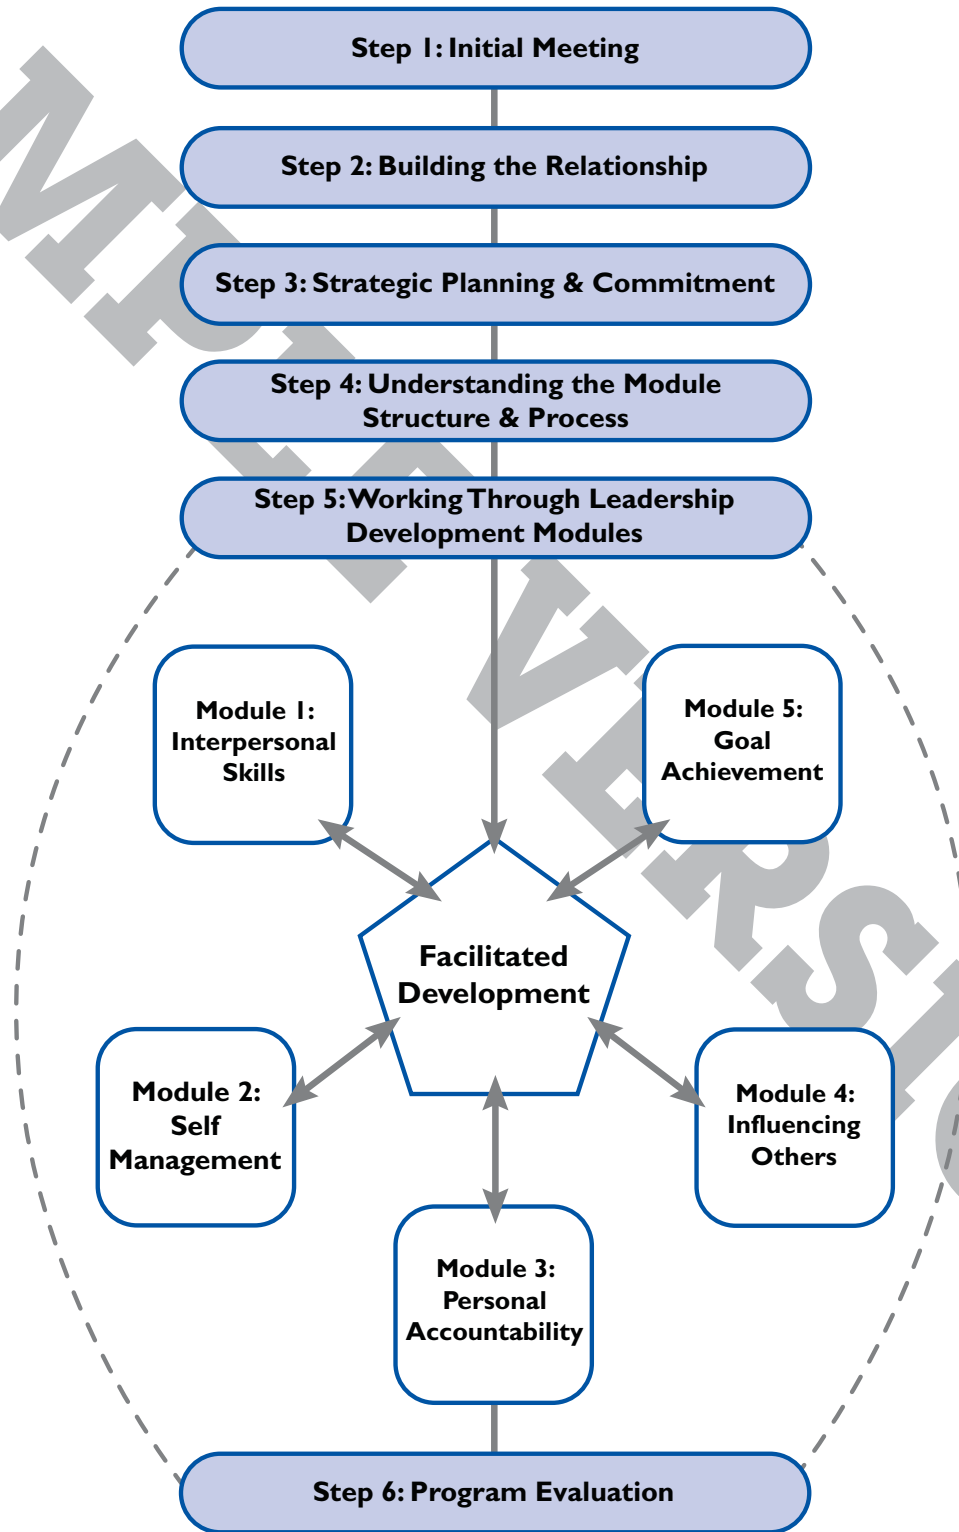 Step 1: Initial Meeting
Step 2: Building the Relationship
Step 3: Strategic Planning & Commitment
Step 4: Understanding the Module
Structure & Process
Step 5: Working Through Leadership
Development Modules
Module 1:
Interpersonal
Skills
Module 5:
Goal
Achievement
Facilitated
Development
Module 2:
Self
Management
Module 4:
Influencing
Others
Module 3:
Personal
Accountability
Step 6: Program Evaluation